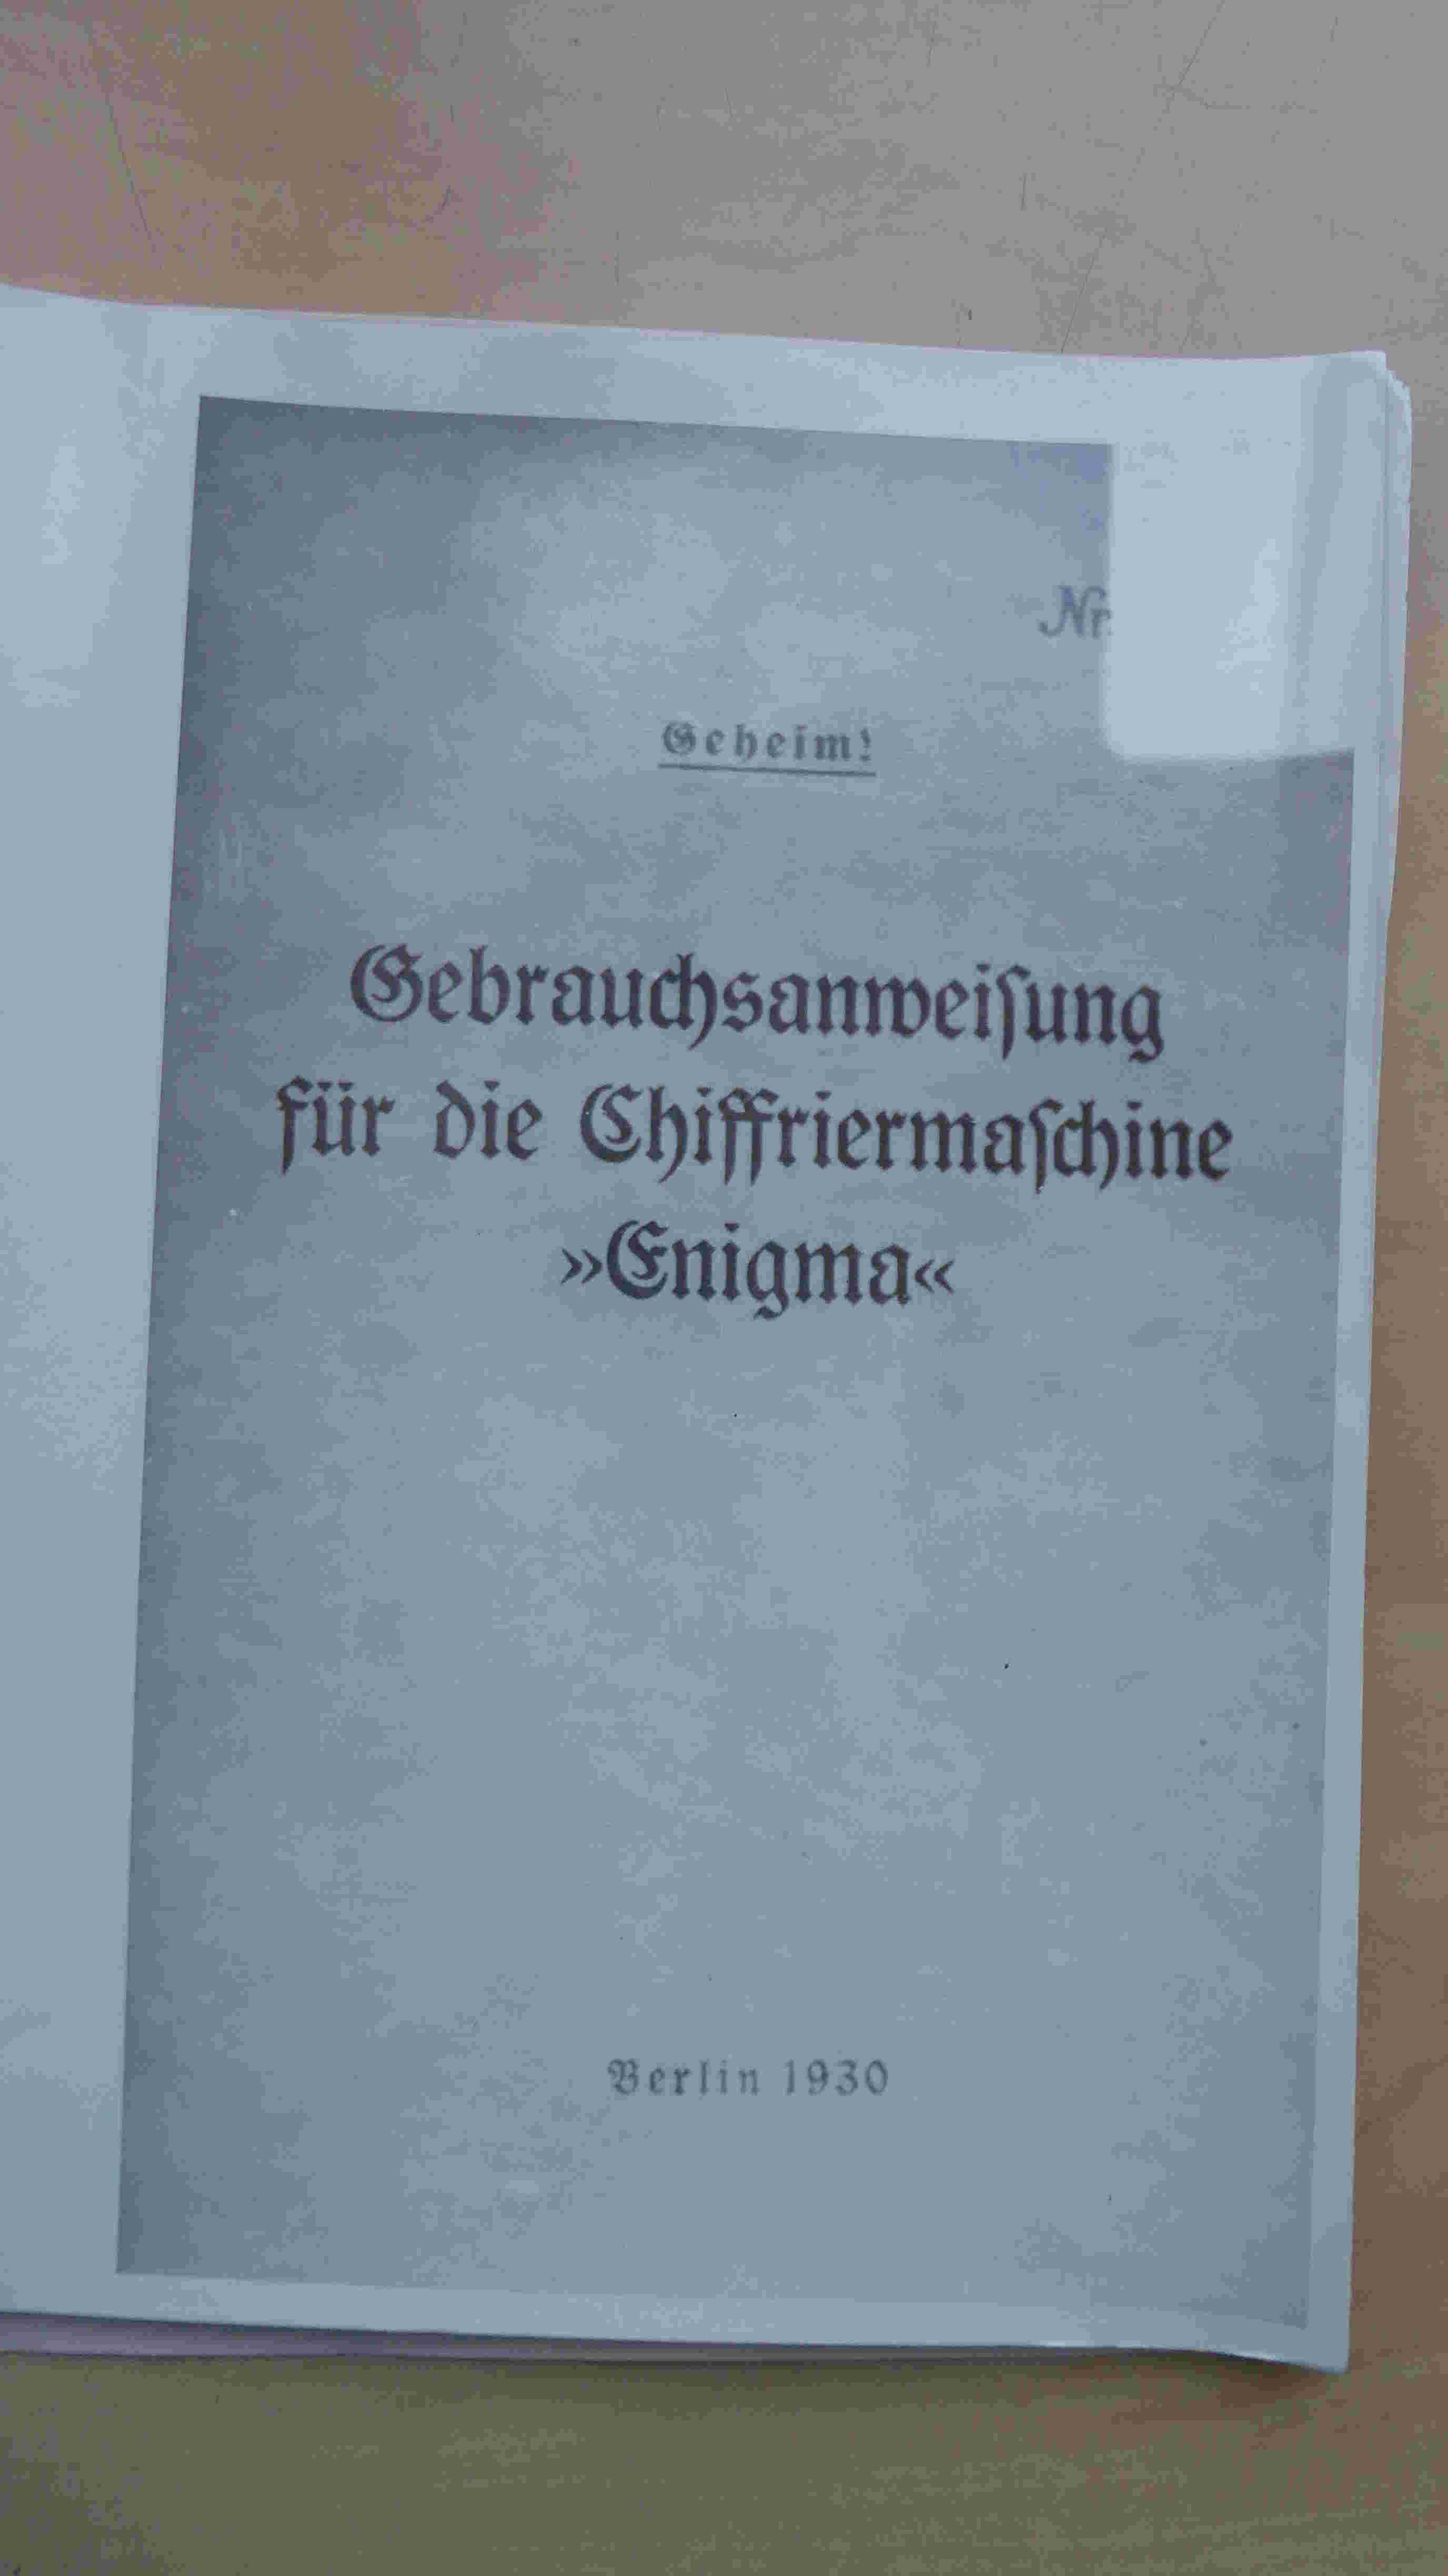 Nr.
Geheim!
Gebrauchsanweiſung
für die Chiffriermaſchine
»Enigma«
Berlin 1930